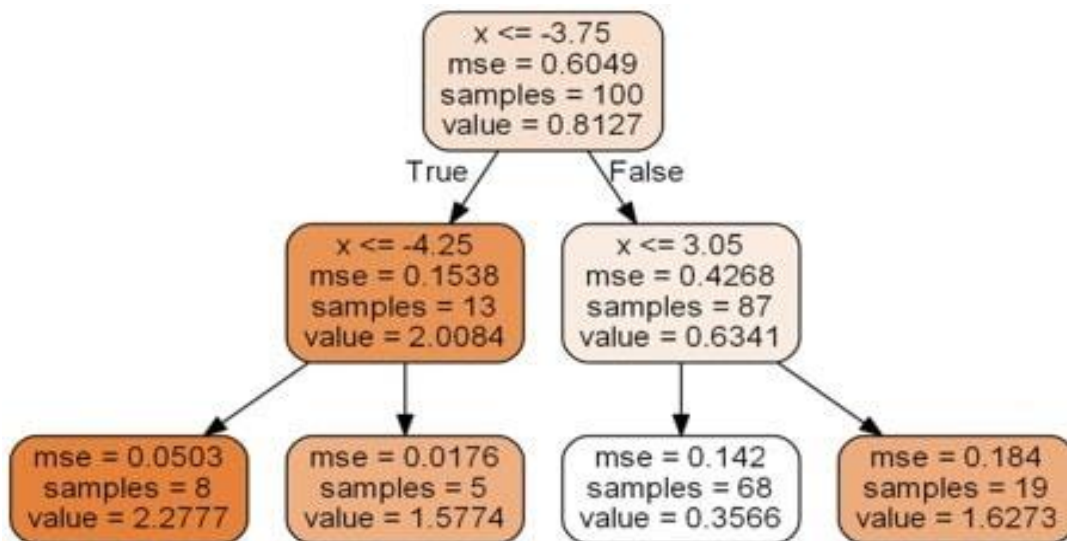 x <= -3.75
mse = 0.6049
samples = 100
value = 0.8127
True
False
x <= -4.25
mse = 0.1538
samples = 13
value = 2.0084
x <= 3.05
mse = 0.4268
samples = 87
value = 0.6341
mse = 0.0503
samples = 8
value = 2.2777
mse = 0.0176
samples = 5
value = 1.5774
mse = 0.142
samples = 68
value = 0.3566
mse = 0.184
samples = 19
value = 1.6273